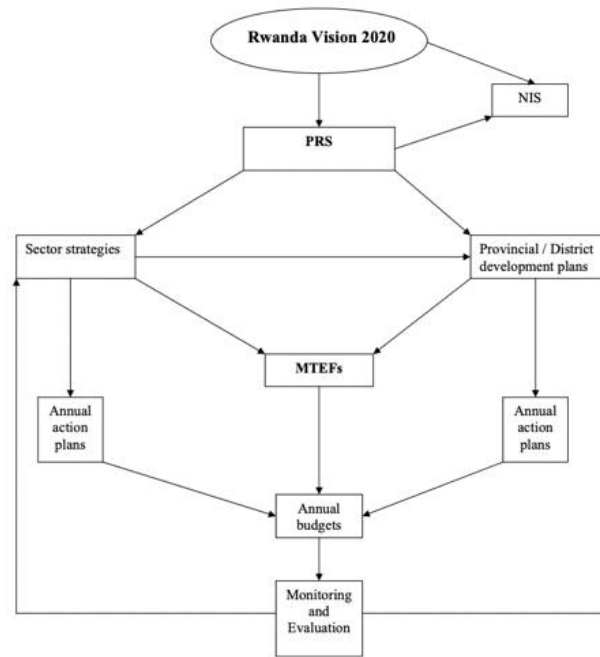 Rwanda Vision 2020
NIS
PRS
Sector strategies
Provincial / District
development plans
MTEFs
Annual
action
plans
Annual
action
plans
Annual
budgets
Monitoring
and
Evaluation